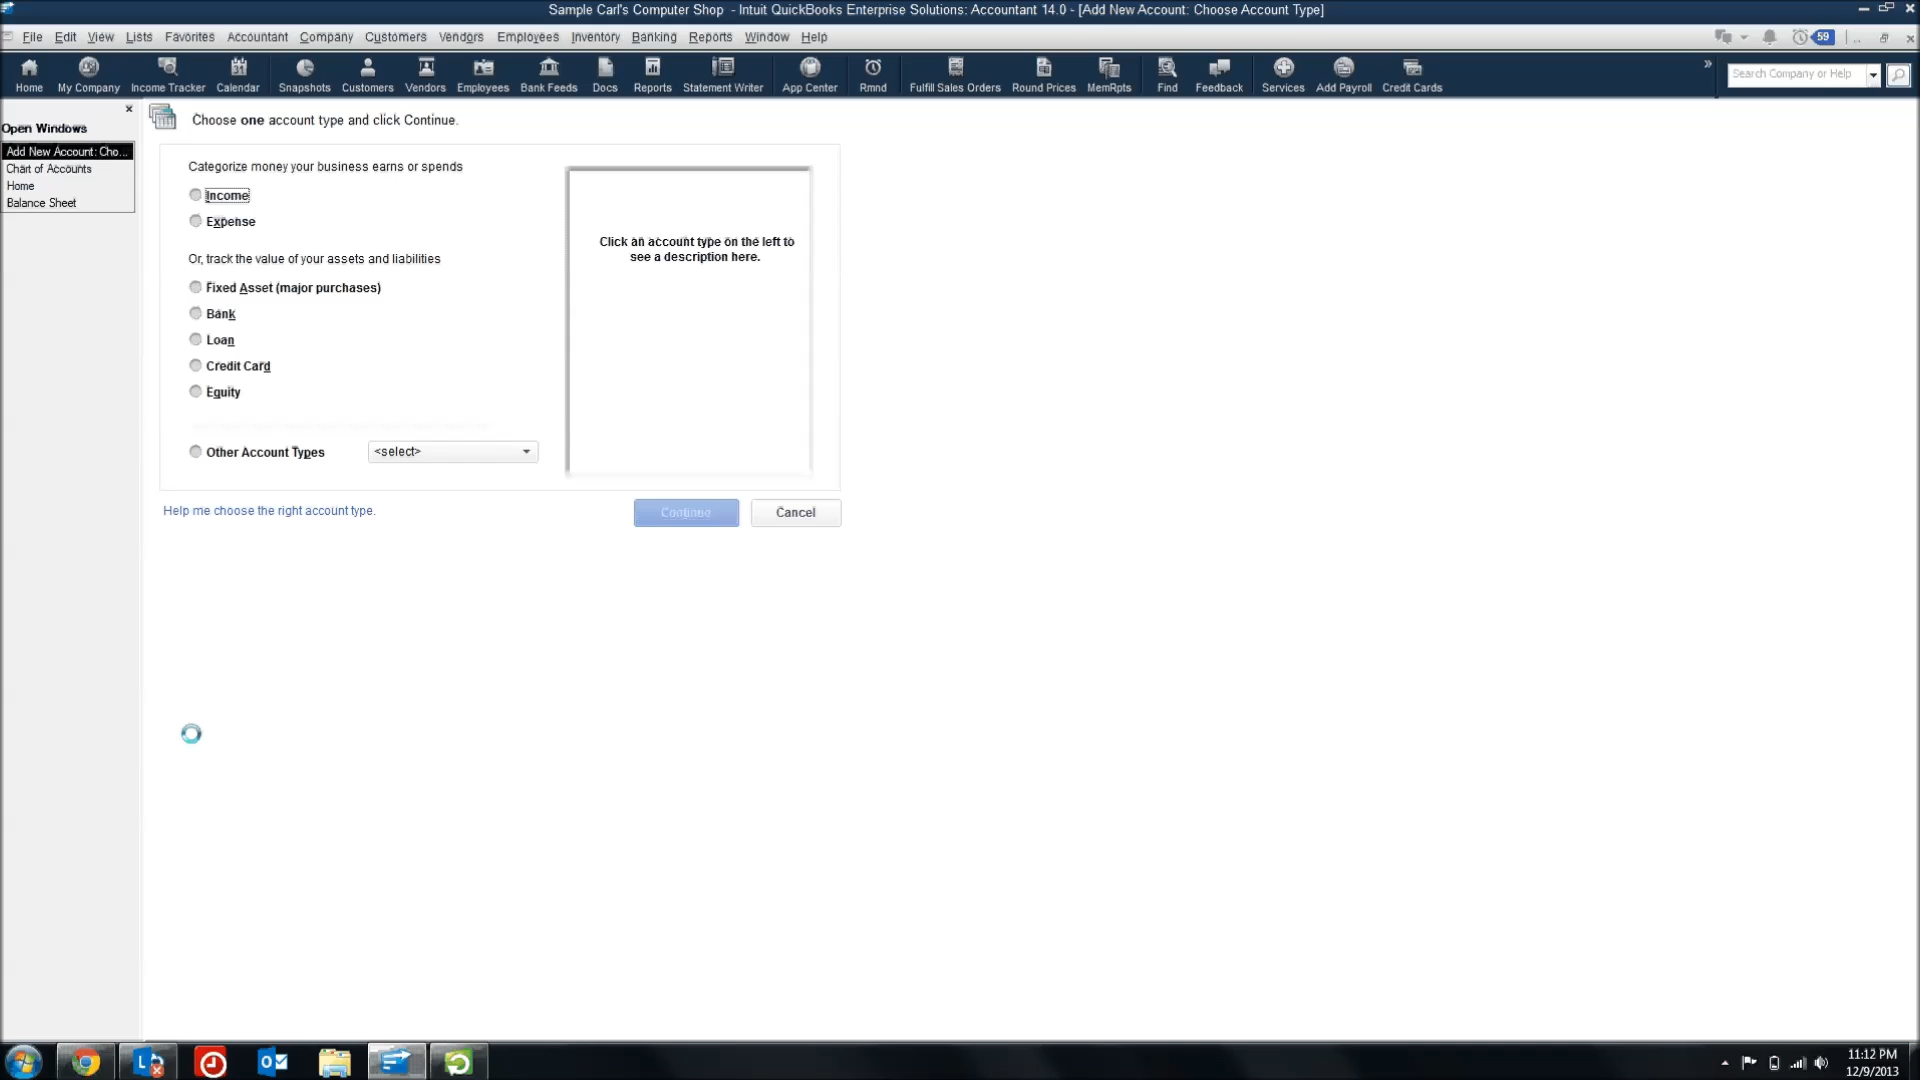 Sample Carl's Computer Shop - Intuit QuickBooks Enterprise Solutions: Accountant 14.0 - [Add New Account: Choose Account Type]
File Edit View Lists Favorites Accountant Company Customers Vendors Employees Inventory Banking Reports Window Help
59
Home My Company Income Tracker Calendar Snapshots Customers Vendors Employees Bank Feeds Docs Reports Statement Writer App Center Rmnd Fulfill Sales Orders Round Prices MemRpts Find Feedback Services Add Payroll Credit Cards
Search Company or Help
Open Windows
Add New Account: Cho...
Chart of Accounts
Home
Balance Sheet
Choose one account type and click Continue.
Categorize money your business earns or spends
Income
Expense
Or, track the value of your assets and liabilities
Fixed Asset (major purchases)
Bank
Loan
Credit Card
Equity
Other Account Types
<select>
Click an account type on the left to
see a description here.
Help me choose the right account type.
Continue
Cancel
11:12 PM
12/9/2013